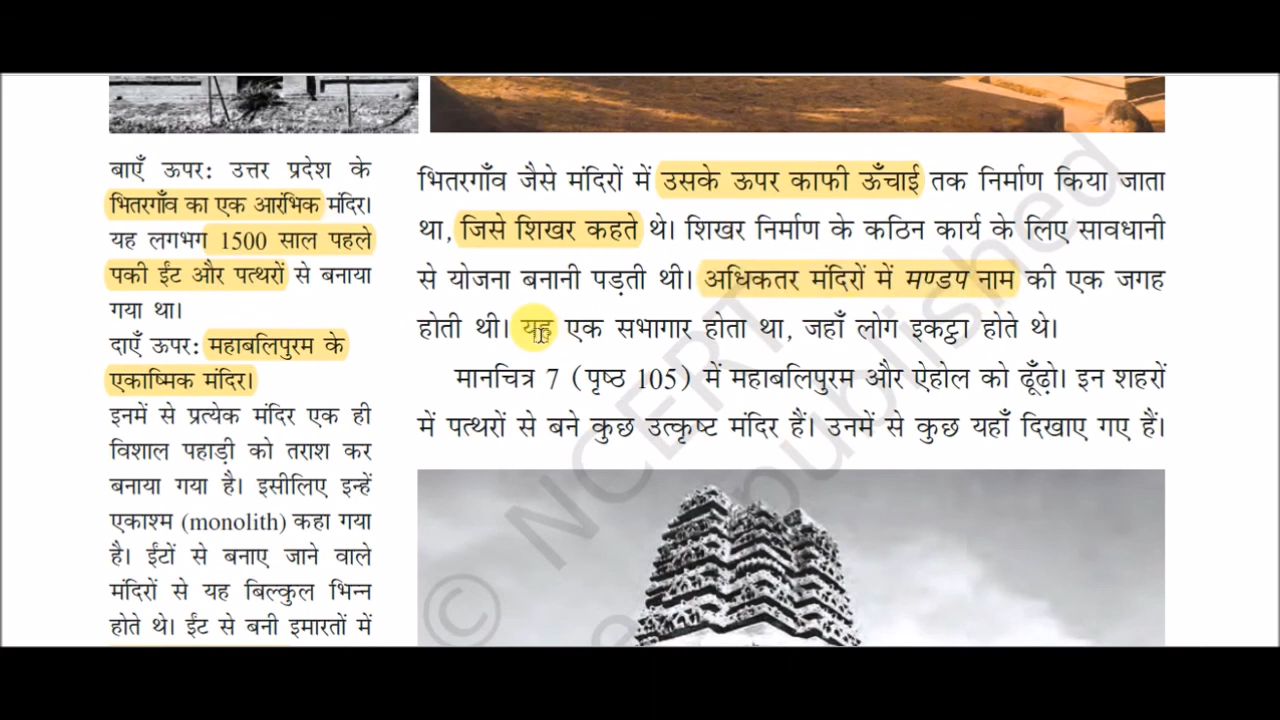 बाएँ ऊपर: उत्तर प्रदेश के
भितरगाँव का एक आरंभिक मंदिर।
यह लगभग 1500 साल पहले
पकी ईंट और पत्थरों से बनाया
गया था।
दाएँ ऊपर: महाबलिपुरम के
एकाष्मिक मंदिर।
इनमें से प्रत्येक मंदिर एक ही
विशाल पहाड़ी को तराश कर
बनाया गया है। इसीलिए इन्हें
एकाश्म (monolith) कहा गया
है। ईंटों से बनाए जाने वाले
मंदिरों से यह बिल्कुल भिन्न
होते थे। ईंट से बनी इमारतों में
भितरगाँव जैसे मंदिरों में उसके ऊपर काफी ऊँचाई तक निर्माण किया जाता
था, जिसे शिखर कहते थे। शिखर निर्माण के कठिन कार्य के लिए सावधानी
से योजना बनानी पड़ती थी। अधिकतर मंदिरों में मण्डप नाम की एक जगह
होती थी। यह एक सभागार होता था, जहाँ लोग इकट्ठा होते थे।
मानचित्र 7 (पृष्ठ 105) में महाबलिपुरम और ऐहोल को ढूँढ़ो। इन शहरों
में पत्थरों से बने कुछ उत्कृष्ट मंदिर हैं। उनमें से कुछ यहाँ दिखाए गए हैं।
© NCERT
be published